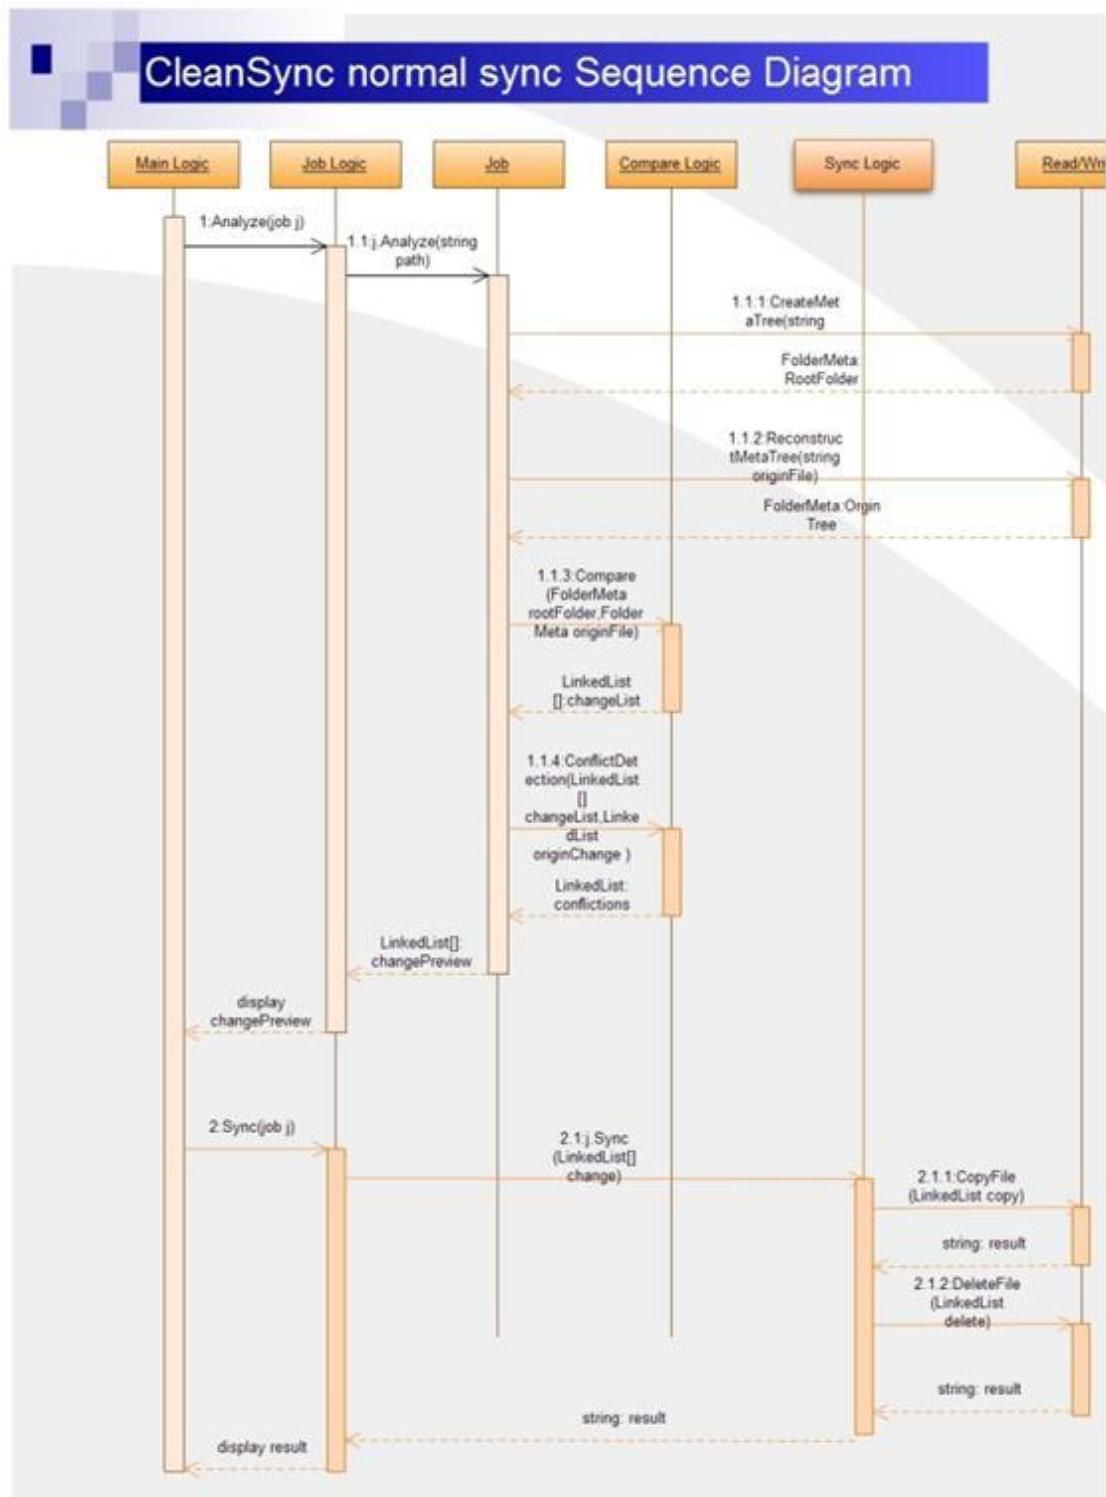 CleanSync normal sync Sequence Diagram
Main Logic
Job Logic
Job
Compare Logic
Sync Logic
Read/Wri
1:Analyze(job j)
1.1:j.Analyze(string
path)
1.1.1:CreateMet
aTree(string
FolderMeta:
RootFolder
1.1.2:Reconstruc
tMetaTree(string
originFile)
FolderMeta:Orgin
Tree
1.1.3:Compare
(FolderMeta
rootFolder,Folder
Meta originFile)
LinkedList
[]:changeList
1.1.4:ConflictDet
ection(LinkedList
[]
changeList,Linke
dList
originChange )
LinkedList:
conflictions
LinkedList[]:
changePreview
display
changePreview
2:Sync(job j)
2.1:j.Sync
(LinkedList[]
change)
2.1.1:CopyFile
(LinkedList copy)
string: result
2.1.2:DeleteFile
(LinkedList
delete)
string: result
string: result
display result